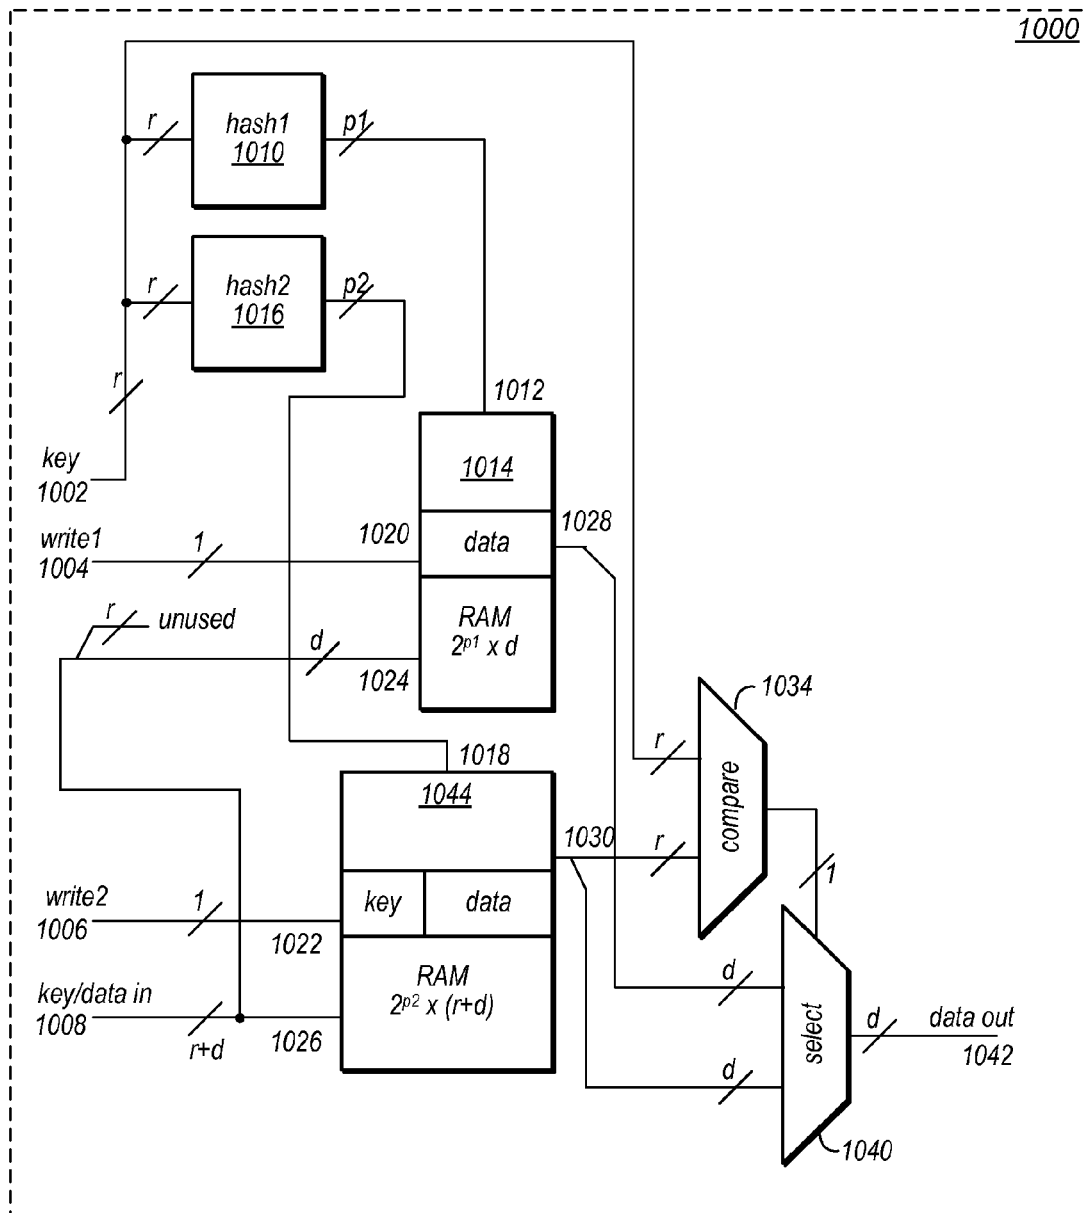 1000
r
hash1
1010
p1
r
hash2
1016
p2
r
1012
key
1002
1014
write1
1004
1
1020
data
1028
r
unused
d
1024
RAM
2^p1 x d
1034
1018
1044
r
compare
1030
r
1
write2
1006
1
1022
key
data
key/data in
1008
r+d
1026
RAM
2^p2 x (r+d)
d
select
d
data out
1042
d
1040